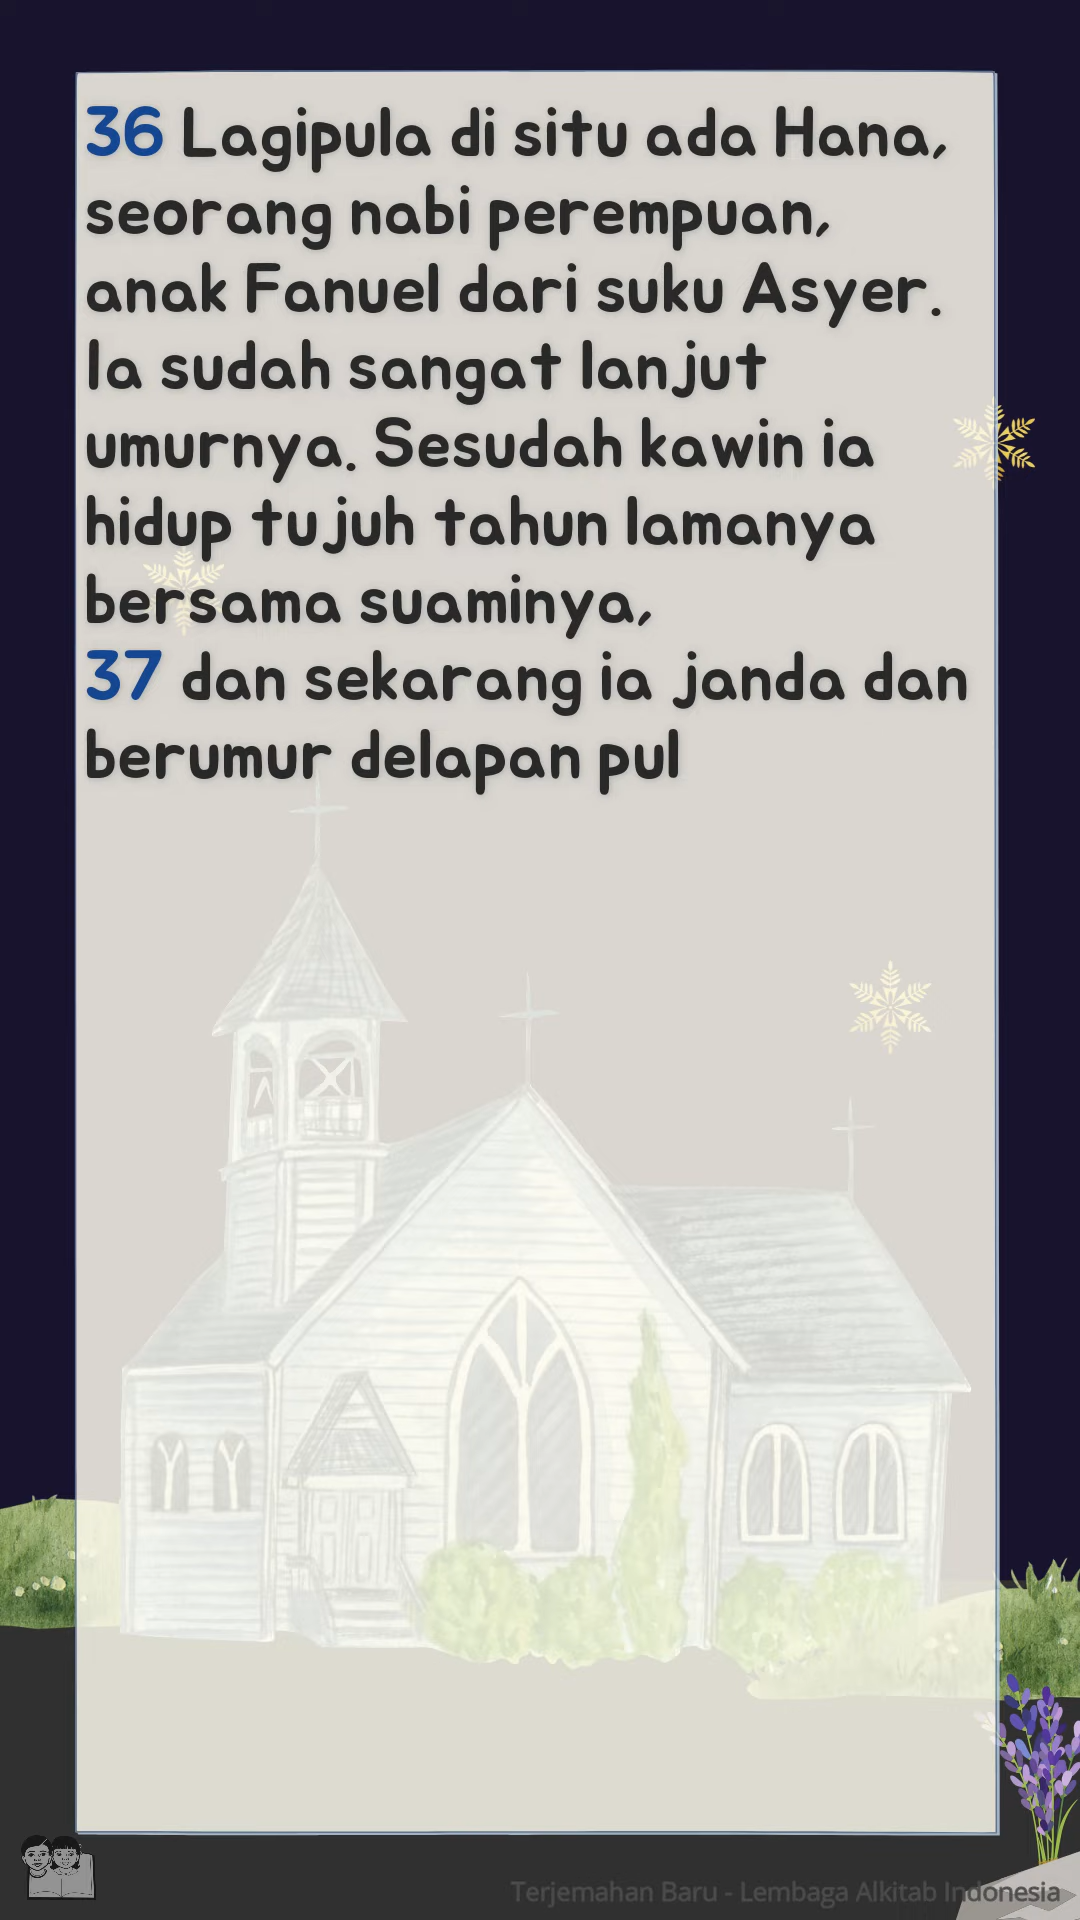 36 Lagipula di situ ada Hana,
seorang nabi perempuan,
anak Fanuel dari suku Asyer.
Ia sudah sangat lanjut
umurnya. Sesudah kawin ia
hidup tujuh tahun lamanya
bersama suaminya,
37 dan sekarang ia janda dan
berumur delapan pul
Terjemahan Baru - Lembaga Alkitab Indonesia